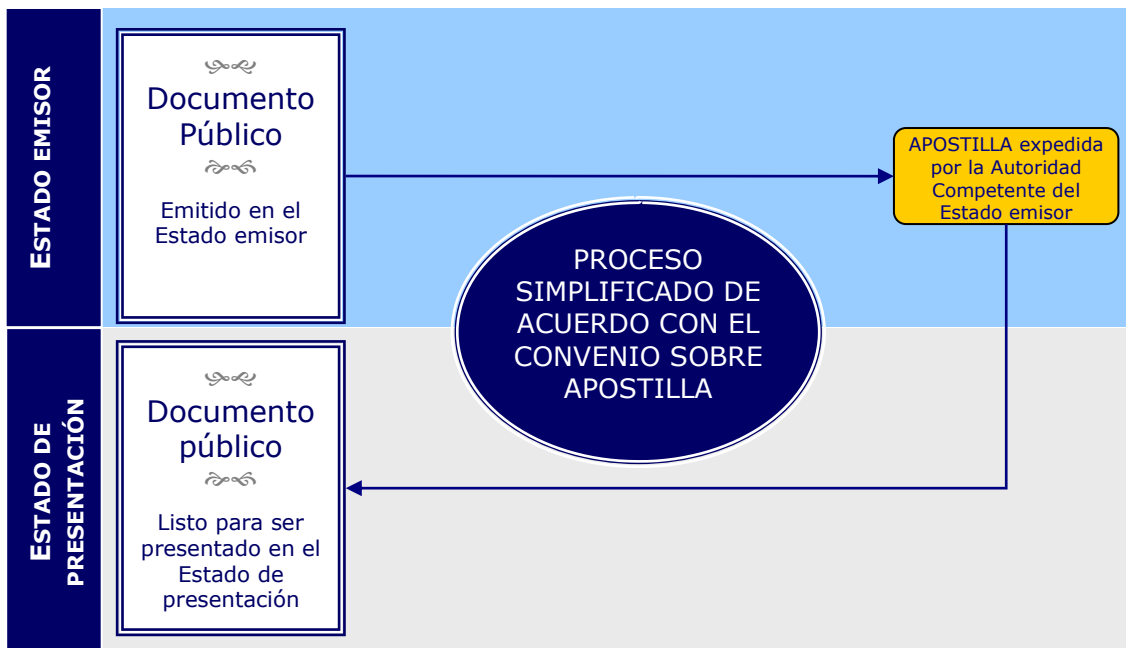 ESTADO EMISOR
Documento
Público
Emitido en el
Estado emisor
APOSTILLA expedida
por la Autoridad
Competente del
Estado emisor
PROCESO
SIMPLIFICADO DE
ACUERDO CON EL
CONVENIO SOBRE
APOSTILLA
ESTADO DE
PRESENTACIÓN
Documento
público
Listo para ser
presentado en el
Estado de
presentación